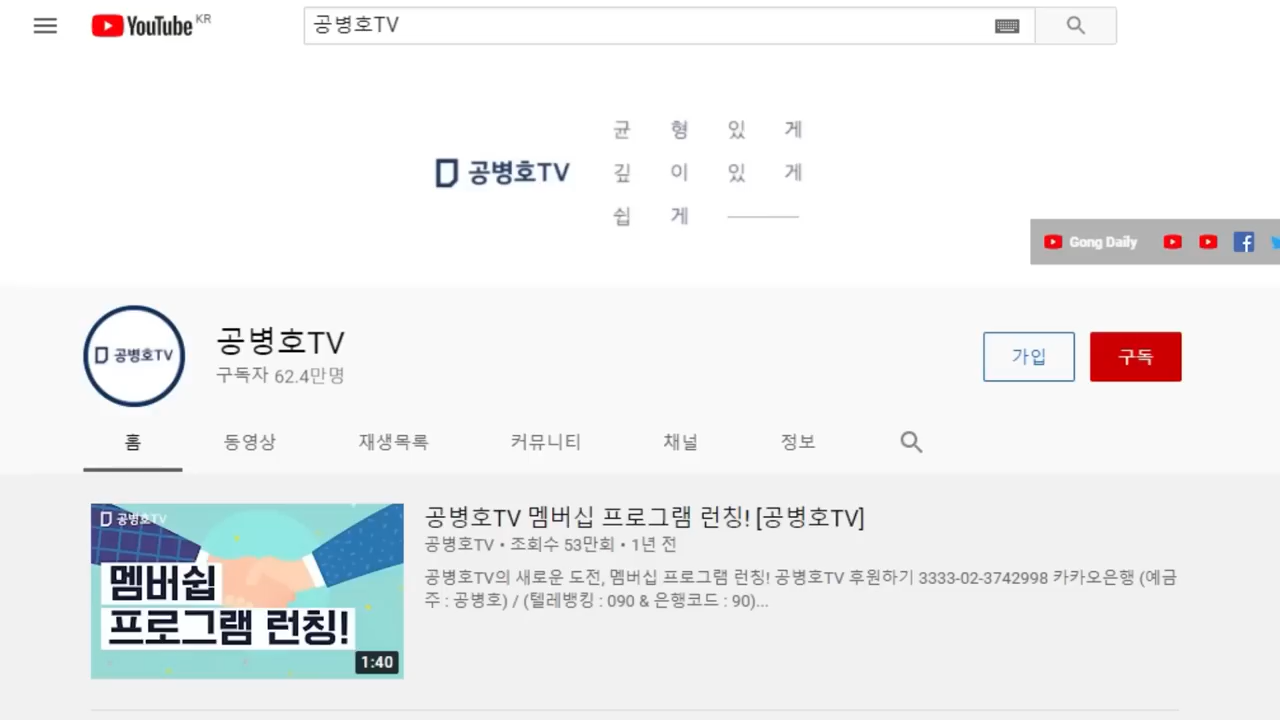 YouTube KR
공병호TV
공병호TV
균형있게
깊이있게
쉽게
Gong Daily
공병호TV
공병호TV
구독자 62.4만명
가입
구독
홈
동영상
재생목록
커뮤니티
채널
정보
공병호TV
멤버쉽
프로그램 런칭!
1:40
공병호TV 멤버십 프로그램 런칭! [공병호TV]
공병호TV • 조회수 53만회 • 1년 전
공병호TV의 새로운 도전, 멤버십 프로그램 런칭! 공병호TV 후원하기 3333-02-3742998 카카오은행 (예금
주 : 공병호) / (텔레뱅킹 : 090 & 은행코드 : 90)...